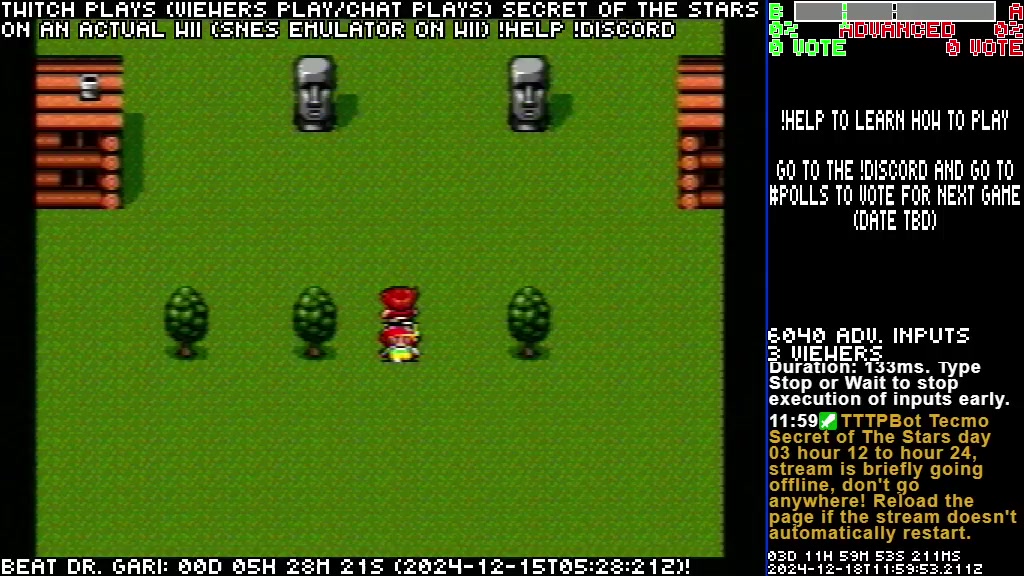 TWITCH PLAYS (VIEWERS PLAY/CHAT PLAYS) SECRET OF THE STARS
ON AN ACTUAL WII (SNES EMULATOR ON WII) !HELP !DISCORD
B A
0% ADVANCED 0%
0 VOTE 0 VOTE
!HELP TO LEARN HOW TO PLAY
GO TO THE !DISCORD AND GO TO
#POLLS TO VOTE FOR NEXT GAME
(DATE TBD)
6040 ADV. INPUTS
3 VIEWERS
Duration: 133ms. Type
Stop or Wait to stop
execution of inputs early.
11:59 TTTPBot Tecmo
Secret of The Stars day
03 hour 12 to hour 24,
stream is briefly going
offline, don't go
anywhere! Reload the
page if the stream doesn't
automatically restart.
03D 11H 59M 53S 211MS
2024-12-18T11:59:53.211Z
BEAT DR. GARI: 00D 05H 28M 21S (2024-12-15T05:28:21Z)!